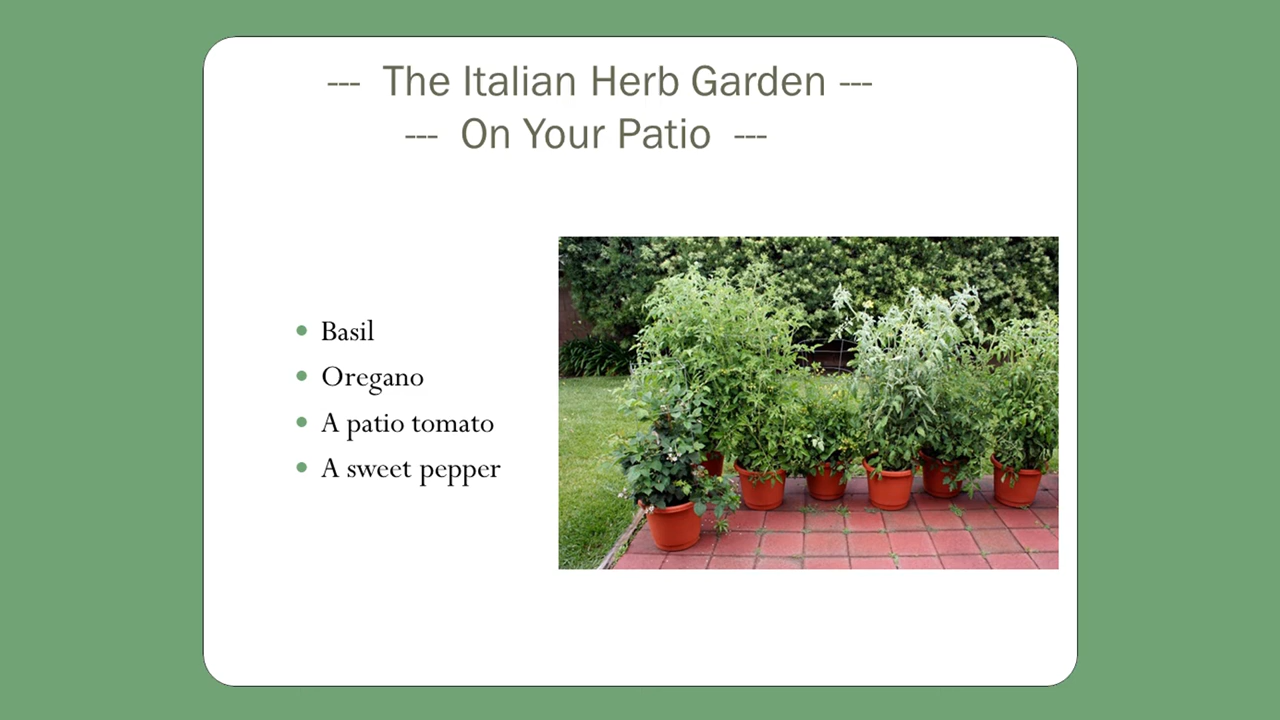 --- The Italian Herb Garden ---
--- On Your Patio ---
• Basil
• Oregano
• A patio tomato
• A sweet pepper